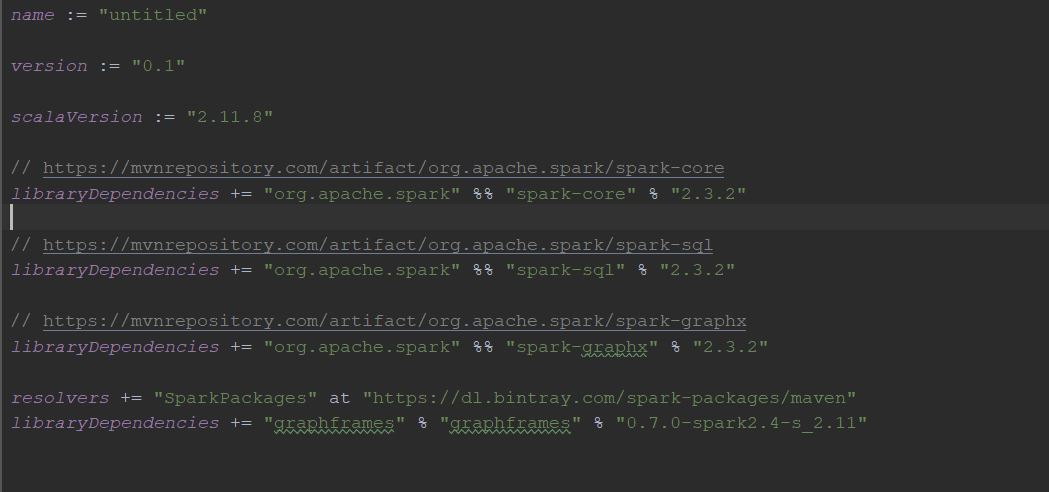 name := "untitled"
version := "0.1"
scalaVersion := "2.11.8"
// https://mvnrepository.com/artifact/org.apache.spark/spark-core
libraryDependencies += "org.apache.spark" %% "spark-core" % "2.3.2"
// https://mvnrepository.com/artifact/org.apache.spark/spark-sql
libraryDependencies += "org.apache.spark" %% "spark-sql" % "2.3.2"
// https://mvnrepository.com/artifact/org.apache.spark/spark-graphx
libraryDependencies += "org.apache.spark" %% "spark-graphx" % "2.3.2"
resolvers += "SparkPackages" at "https://dl.bintray.com/spark-packages/maven"
libraryDependencies += "graphframes" % "graphframes" % "0.7.0-spark2.4-s_2.11"